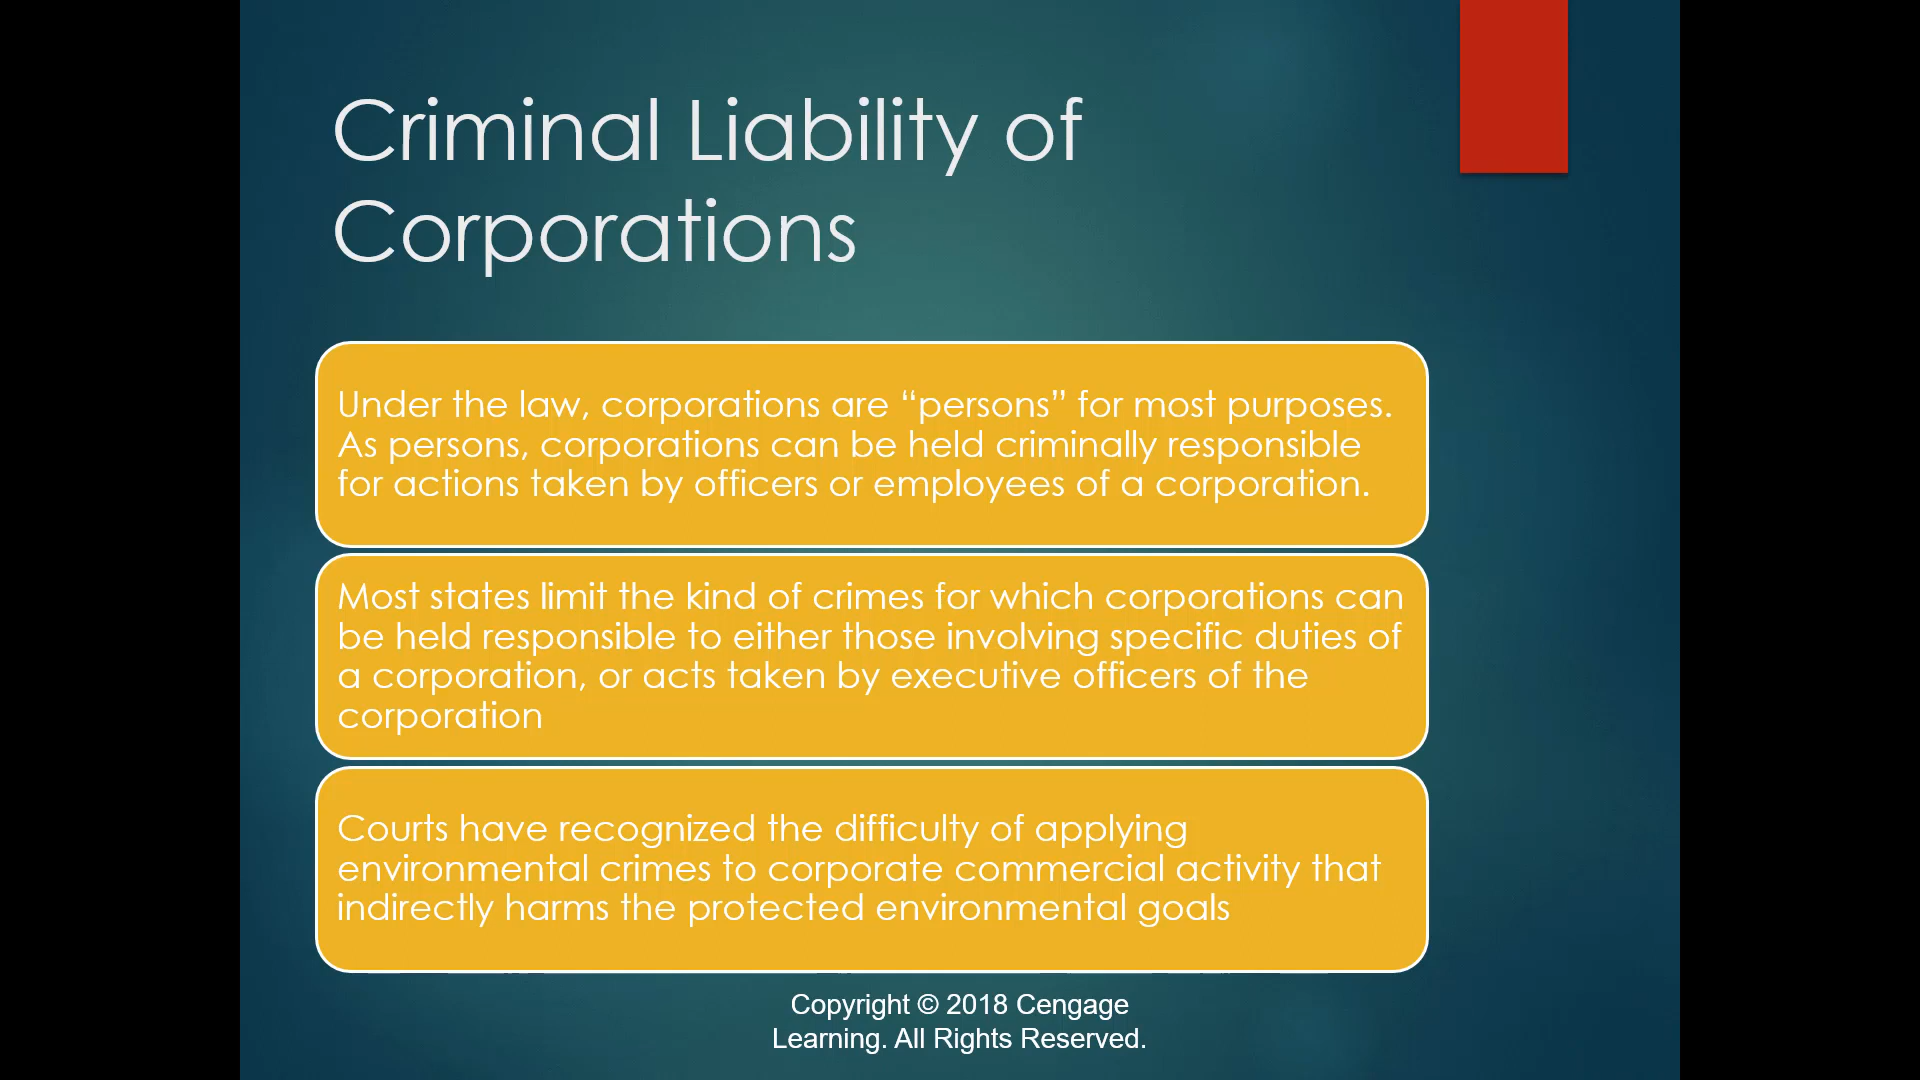 Criminal Liability of
Corporations
Under the law, corporations are “persons” for most purposes.
As persons, corporations can be held criminally responsible
for actions taken by officers or employees of a corporation.
Most states limit the kind of crimes for which corporations can
be held responsible to either those involving specific duties of
a corporation, or acts taken by executive officers of the
corporation
Courts have recognized the difficulty of applying
environmental crimes to corporate commercial activity that
indirectly harms the protected environmental goals
Copyright © 2018 Cengage
Learning. All Rights Reserved.